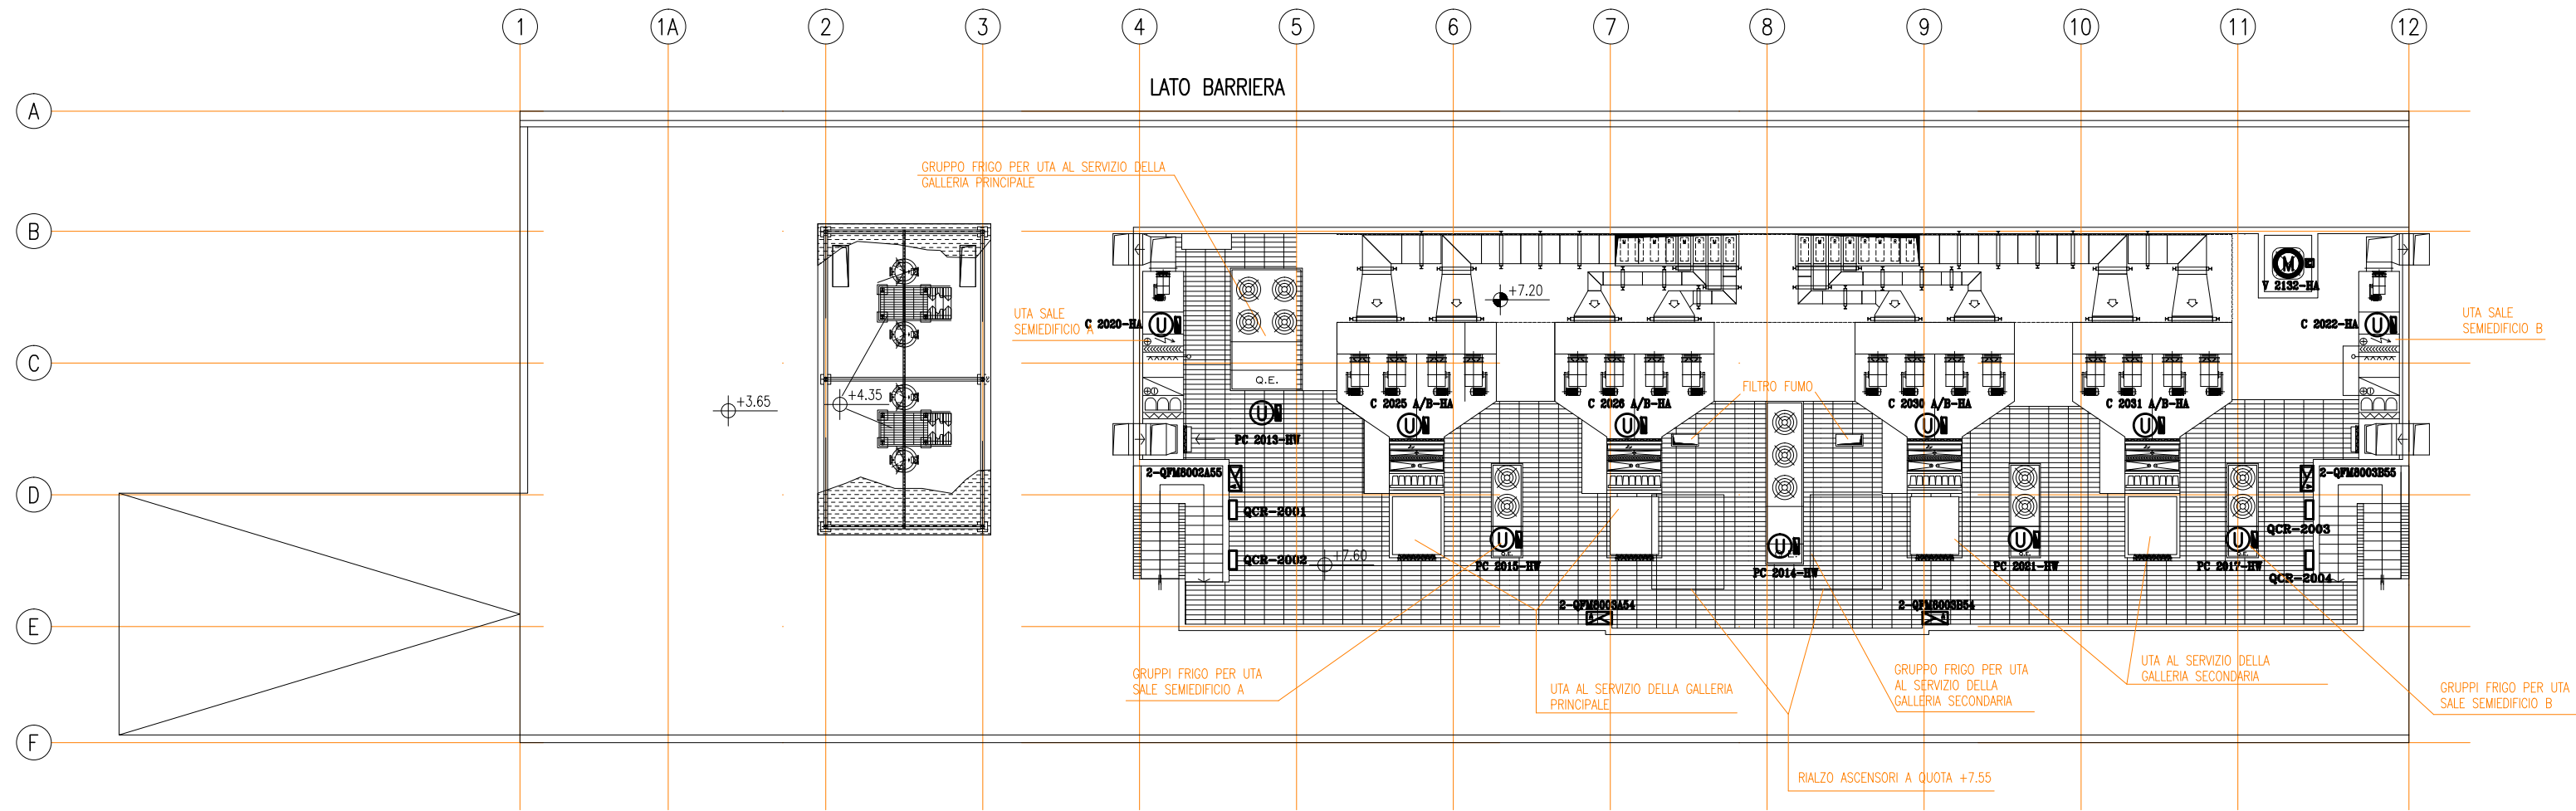 1 1A 2 3 4 5 6 7 8 9 10 11 12
LATO BARRIERA
A
GRUPPO FRIGO PER UTA AL SERVIZIO DELLA
GALLERIA PRINCIPALE
B
M
V 2132-HA
+7.20
UTA SALE
SEMIEDIFICIO A
C 2020-HA
U
C 2022-HA
U
UTA SALE
SEMIEDIFICIO B
C
Q.E.
FILTRO FUMO
+3.65
+4.35
C 2025 A/B-HA
C 2026 A/B-HA
C 2030 A/B-HA
C 2031 A/B-HA
U
U
U
U
U
PC 2013-HW
2-QFM8002A55
2-QFM8003B55
D
QCR-2001
QCR-2003
U
U
U
Q.E.
QCR-2002
+7.60
PC 2015-HW
PC 2014-HW
PC 2021-HW
PC 2017-HW
QCR-2004
2-QFM8003A54
2-QFM8003B54
E
GRUPPI FRIGO PER UTA
SALE SEMIEDIFICIO A
UTA AL SERVIZIO DELLA GALLERIA
PRINCIPALE
GRUPPO FRIGO PER UTA
AL SERVIZIO DELLA
GALLERIA SECONDARIA
UTA AL SERVIZIO DELLA
GALLERIA SECONDARIA
GRUPPI FRIGO PER UTA
SALE SEMIEDIFICIO B
F
RIALZO ASCENSORI A QUOTA +7.55